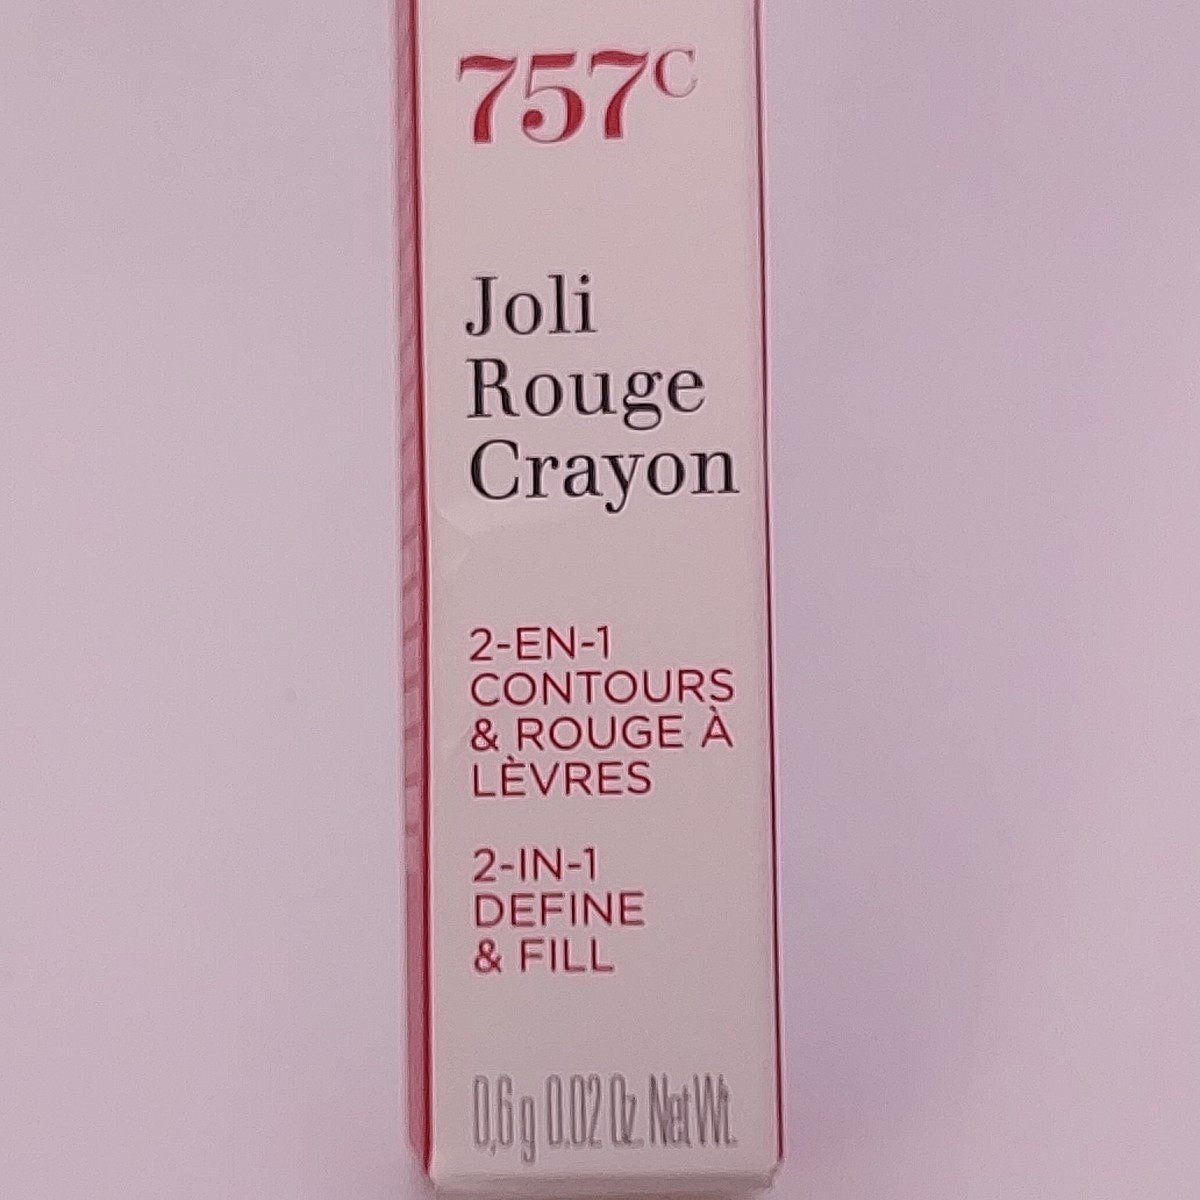 757C
Joli
Rouge
Crayon
2-EN-1
CONTOURS
& ROUGE À
LÈVRES
2-IN-1
DEFINE
& FILL
0,6 g 0.02 Oz. Net Wt.